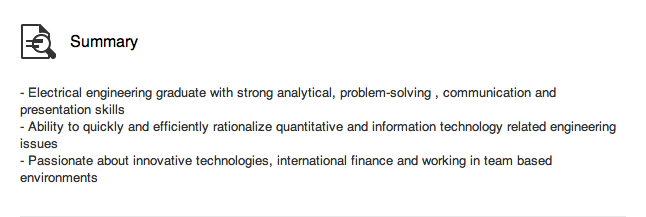 Summary
- Electrical engineering graduate with strong analytical, problem-solving , communication and
presentation skills
- Ability to quickly and efficiently rationalize quantitative and information technology related engineering
issues
- Passionate about innovative technologies, international finance and working in team based
environments